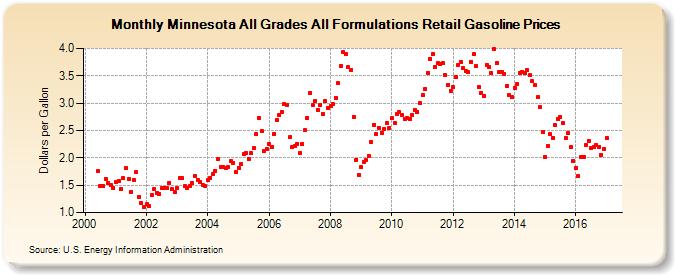 Monthly Minnesota All Grades All Formulations Retail Gasoline Prices
Dollars per Gallon
4.0
3.5
3.0
2.5
2.0
1.5
1.0
2000 2002 2004 2006 2008 2010 2012 2014 2016
Source: U.S. Energy Information Administration